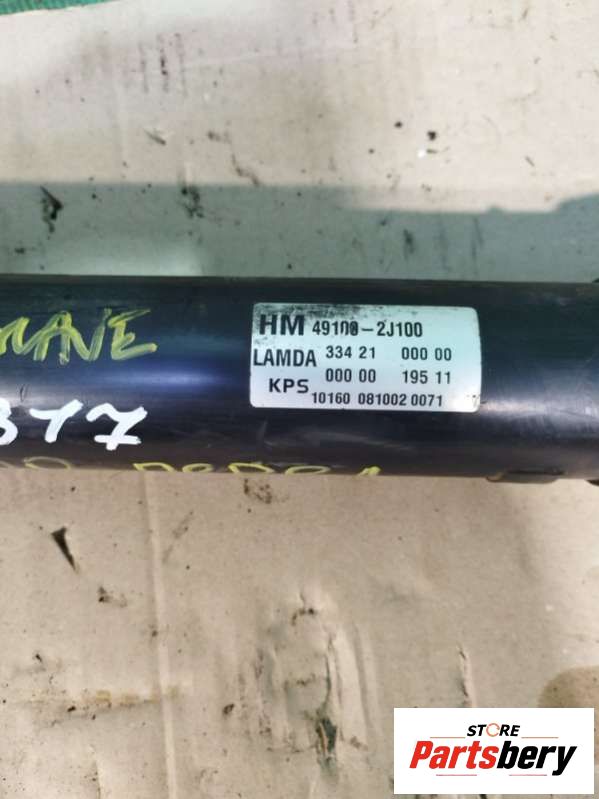 HM 49100-2J100
LAMDA 334 21 000 00
KPS 000 00 195 11
10160 081002 0071
317
STORE
Partsbery